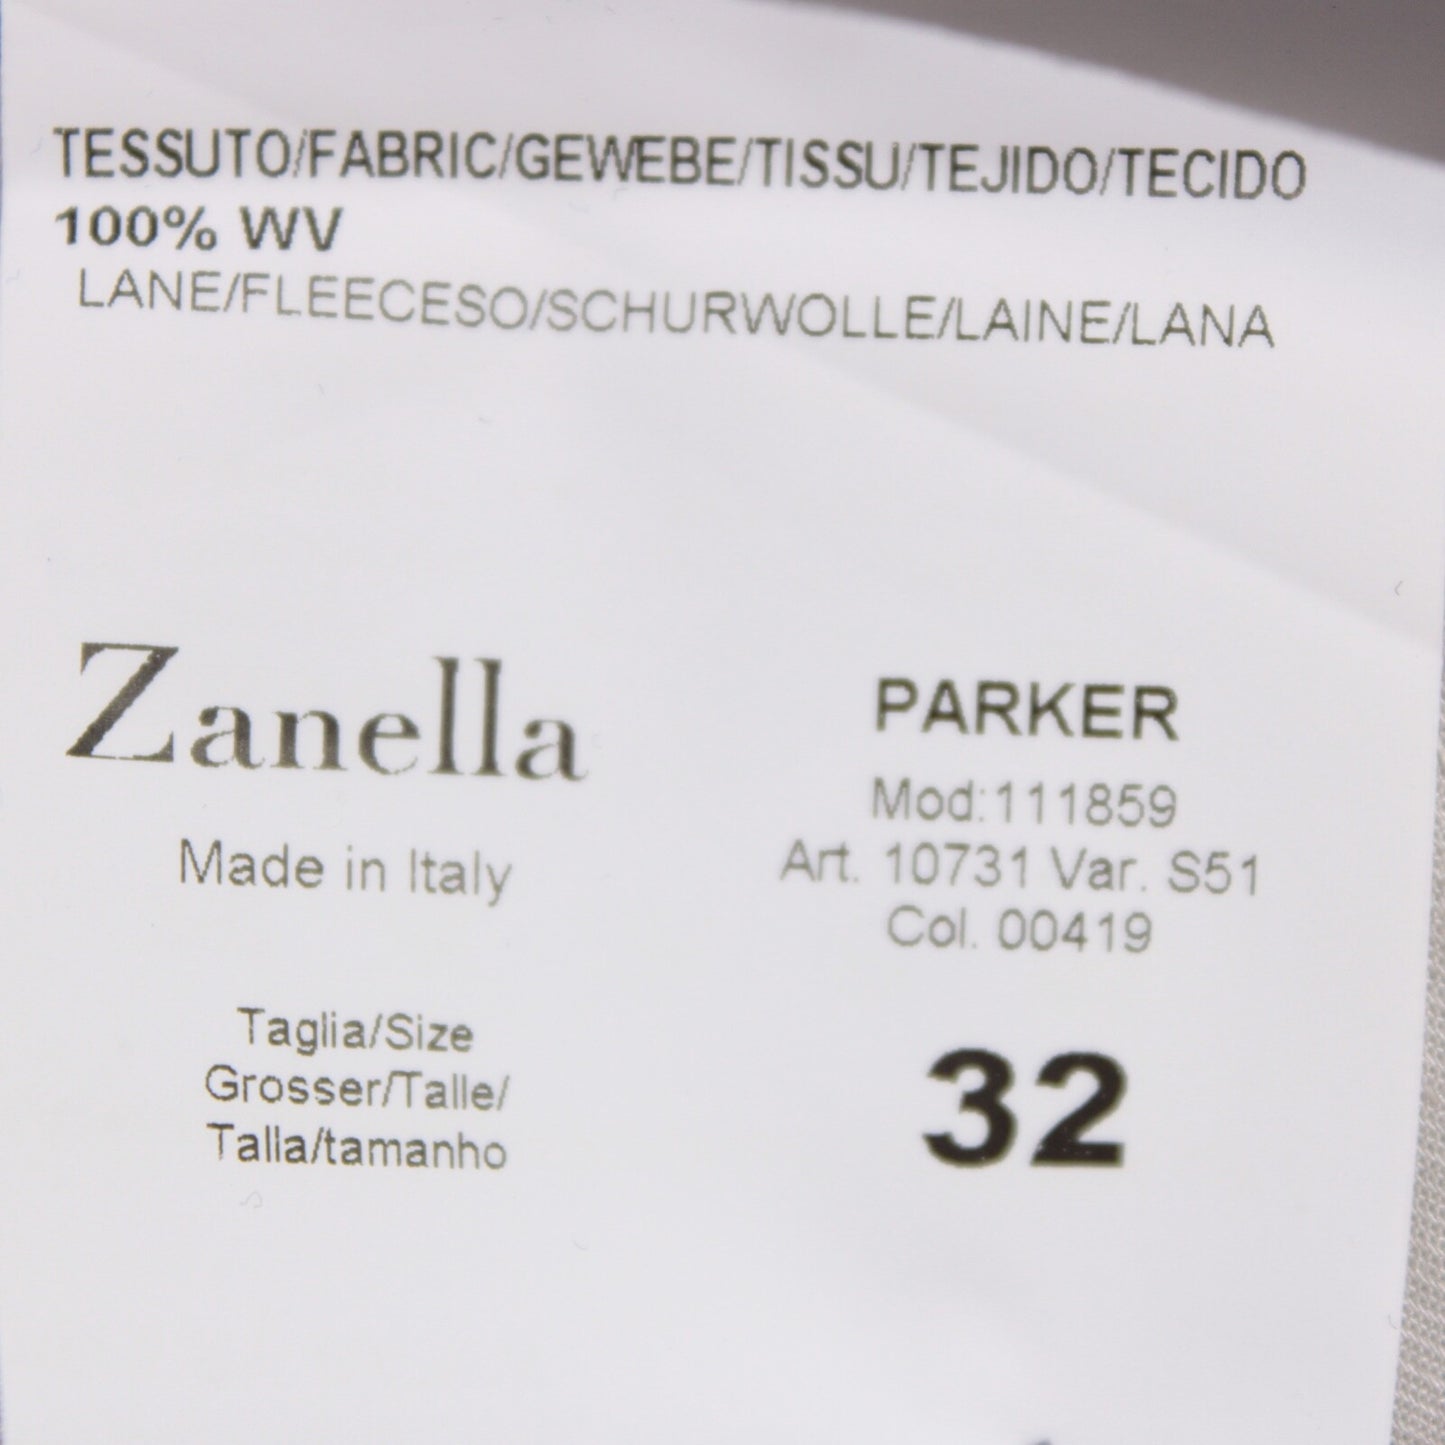 TESSUTO/FABRIC/GEWEBE/TISSU/TEJIDO/TECIDO
100% WV
LANE/FLEECESO/SCHURWOLLE/LAINE/LANA
Zanella
Made in Italy
PARKER
Mod:111859
Art. 10731 Var. S51
Col. 00419
Taglia/Size
Grosser/Talle/
Talla/tamanho
32